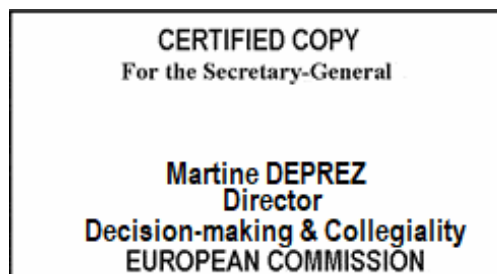 CERTIFIED COPY
For the Secretary-General
Martine DEPREZ
Director
Decision-making & Collegiality
EUROPEAN COMMISSION